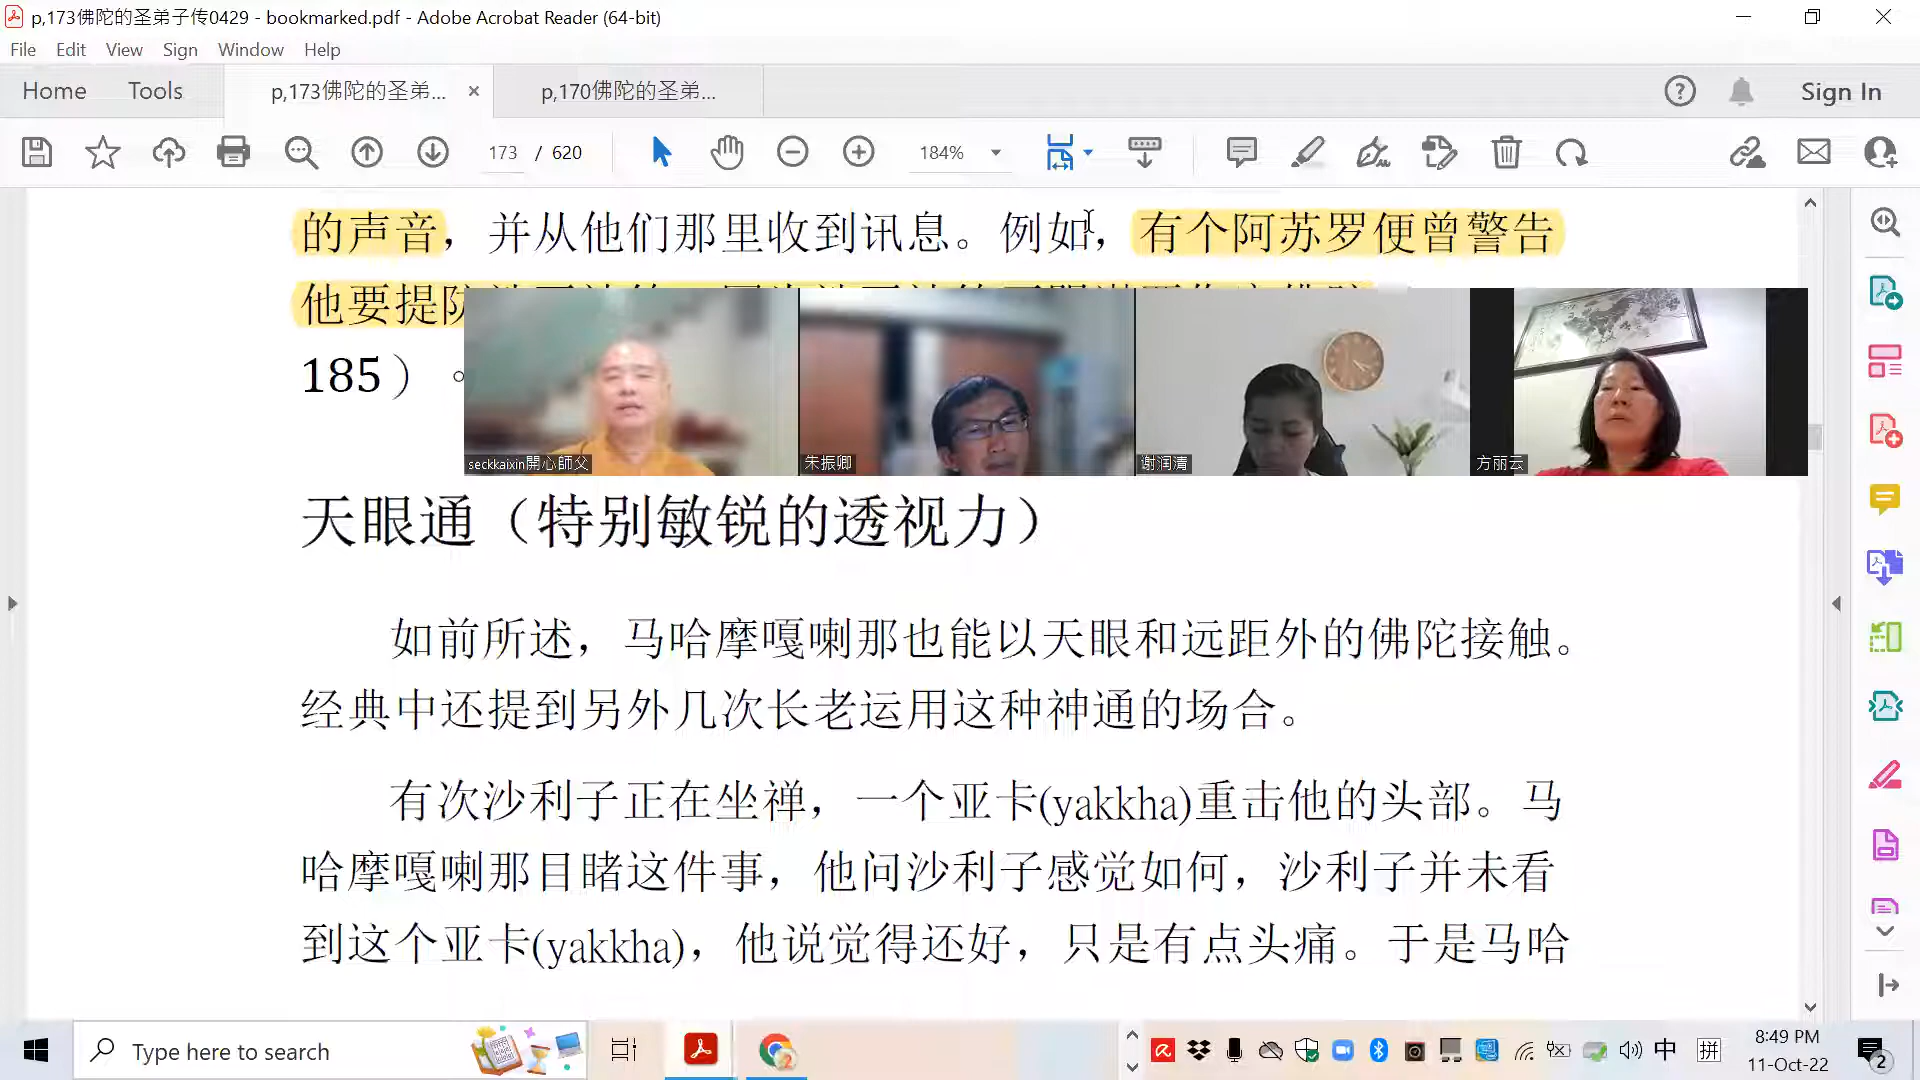 p,173佛陀的圣弟子传0429 - bookmarked.pdf - Adobe Acrobat Reader (64-bit)
File Edit View Sign Window Help
Home Tools p,173佛陀的圣弟... × p,170佛陀的圣弟... Sign In
173 / 620 184%
的声音，并从他们那里收到讯息。例如，有个阿苏罗便曾警告
他要提防
185）。
seckkaixin開心師父 朱振卿 谢润清 方丽云
天眼通（特别敏锐的透视力）
如前所述，马哈摩嘎喇那也能以天眼和远距外的佛陀接触。
经典中还提到另外几次长老运用这种神通的场合。
有次沙利子正在坐禅，一个亚卡(yakkha)重击他的头部。马
哈摩嘎喇那目睹这件事，他问沙利子感觉如何，沙利子并未看
到这个亚卡(yakkha)，他说觉得还好，只是有点头痛。于是马哈
Type here to search
中 拼 8:49 PM
11-Oct-22
2